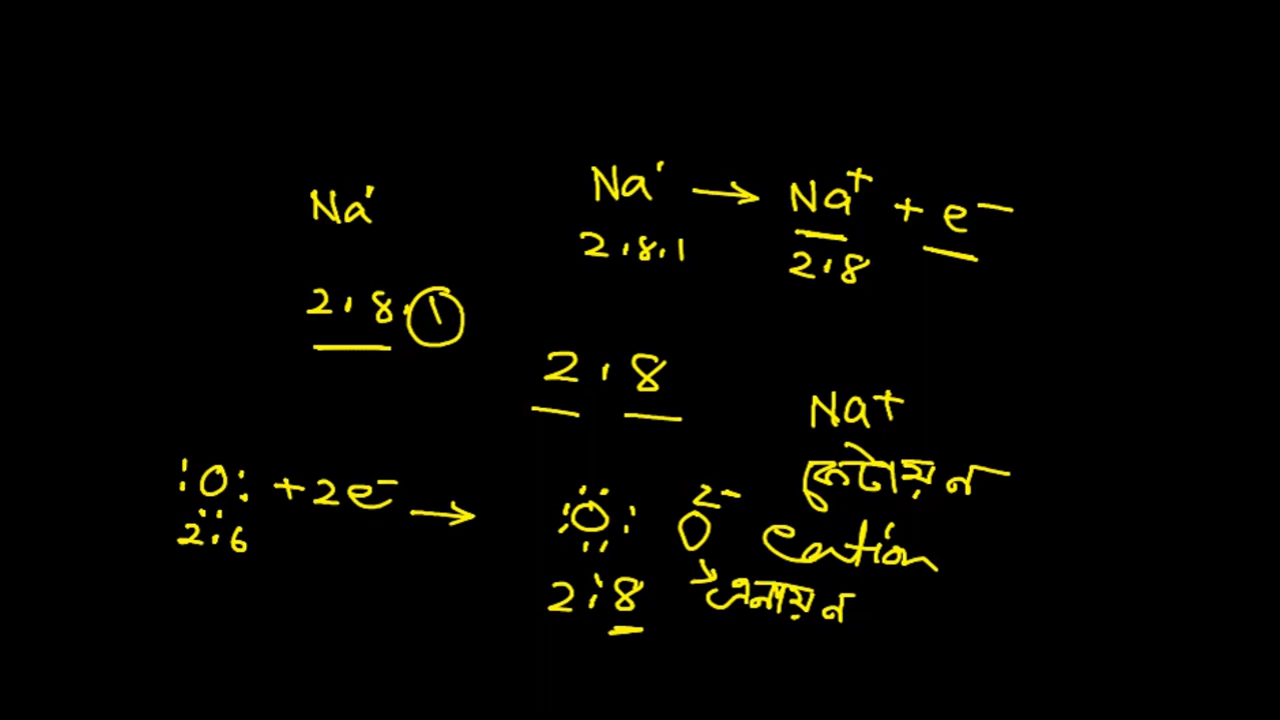 Na· → Na⁺ + e⁻
Na·
2,8,1
2,8
2,8,1
2,8
Na⁺
কেটায়ন
:O: + 2e⁻ → :O: O²⁻
cation
2,6
2,8
এনায়ন